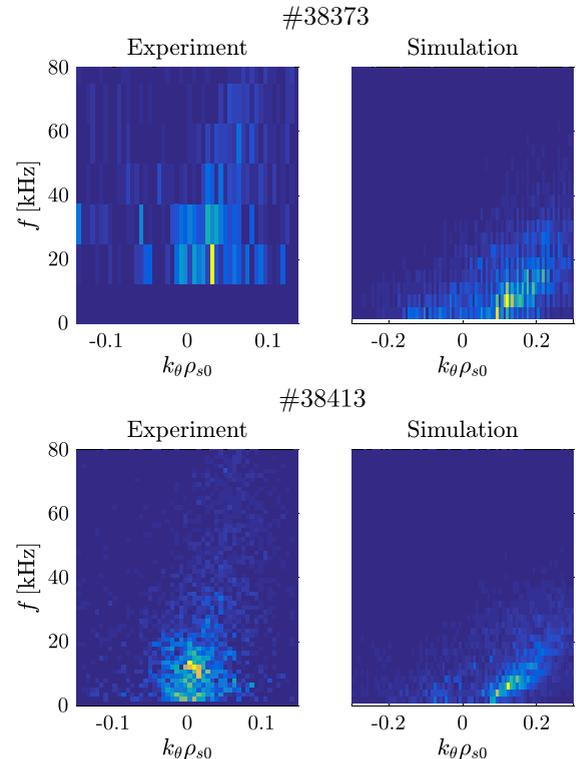 #38373
Experiment Simulation
80
60
40
20
0
f [kHz]
-0.1 0 0.1 -0.2 0 0.2
kθρs0 kθρs0
#38413
Experiment Simulation
80
60
40
20
0
f [kHz]
-0.1 0 0.1 -0.2 0 0.2
kθρs0 kθρs0